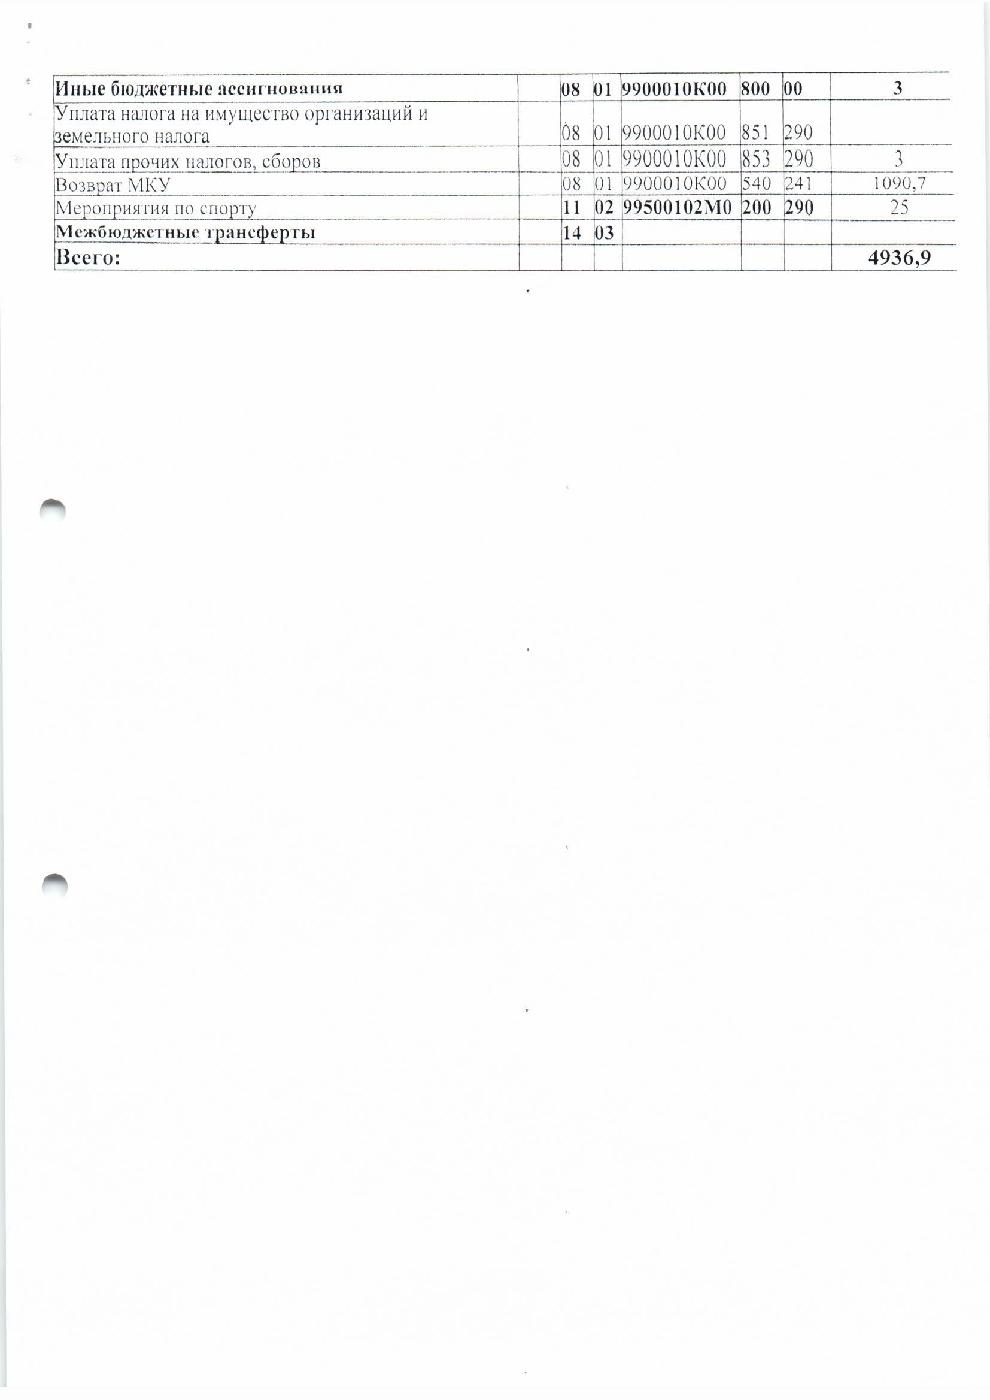 Иные бюджетные ассигнования 08 01 9900010К00 800 00 3
Уплата налога на имущество организаций и
земельного налога 08 01 9900010К00 851 290
Уплата прочих налогов, сборов 08 01 9900010К00 853 290 3
Возврат МКУ 08 01 9900010К00 540 241 1090,7
Мероприятия по спорту 11 02 99500102М0 200 290 25
Межбюджетные трансферты 14 03
Всего: 4936,9